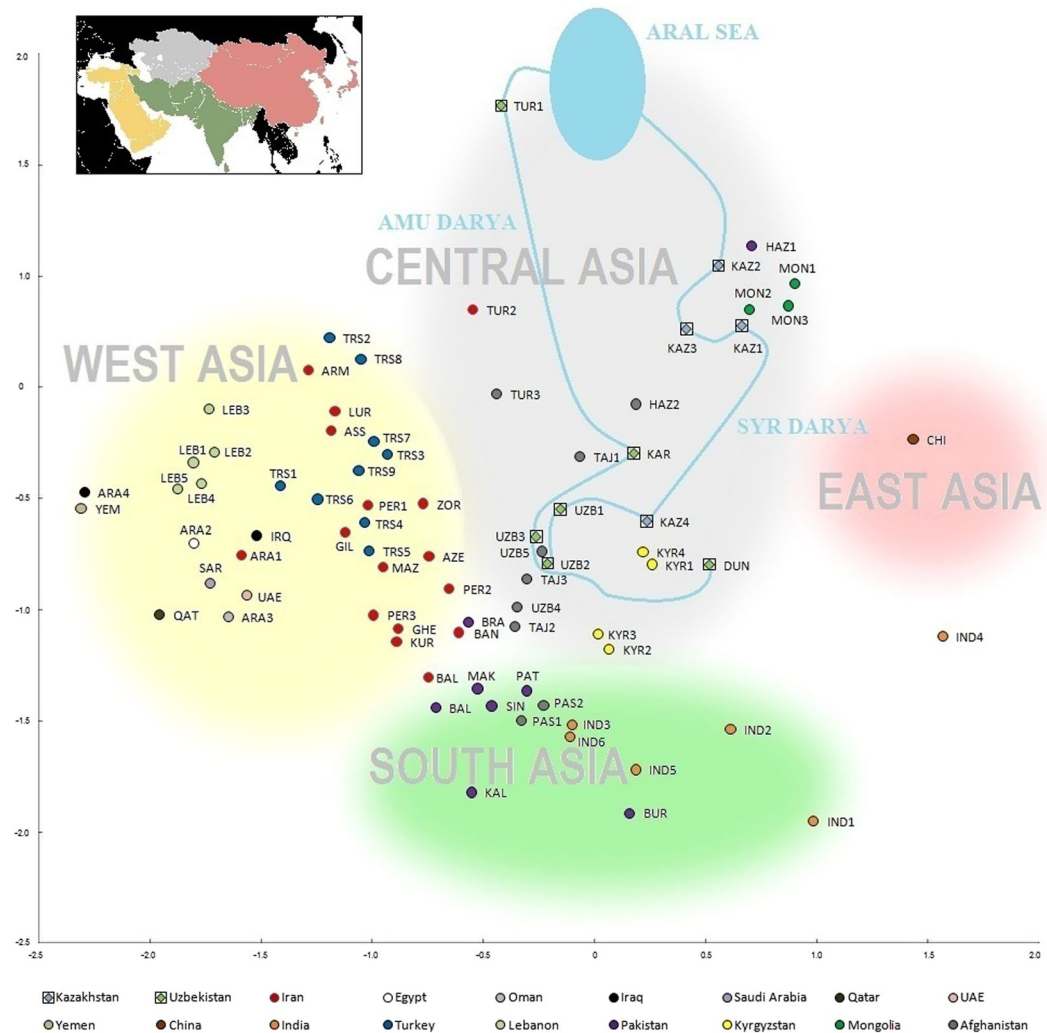 2.0
ARAL SEA
TUR1
1.5
AMU DARYA
HAZ1
CENTRAL ASIA
KAZ2
MON1
1.0
MON2
TUR2
MON3
TRS2
KAZ3
KAZ1
WEST ASIA
TRS8
ARM
0
TUR3
HAZ2
LEB3
LUR
ASS
SYR DARYA
TRS7
CHI
LEB1
LEB2
TRS3
TAJ1
KAR
TRS9
LEB5
TRS1
EAST ASIA
LEB4
ARA4
-0.5
TRS6
PER1
ZOR
YEM
UZB1
KAZ4
TRS4
ARA2
IRQ
GIL
UZB3
ARA1
TRS5
AZE
UZB5
KYR4
MAZ
UZB2
KYR1
DUN
SAR
TAJ3
UAE
PER2
UZB4
-1.0
QAT
ARA3
PER3
BRA
TAJ2
GHE
BAN
KYR3
IND4
KUR
KYR2
BAL
MAK
PAT
BAL
SIN
PAS2
-1.5
PAS1
IND3
IND2
IND6
SOUTH ASIA
IND5
KAL
BUR
IND1
-2.0
-2.5
-2.5 -2.0 -1.5 -1.0 -0.5 0 0.5 1.0 1.5 2.0
Kazakhstan Uzbekistan Iran Egypt Oman Iraq Saudi Arabia Qatar UAE
Yemen China India Turkey Lebanon Pakistan Kyrgyzstan Mongolia Afghanistan